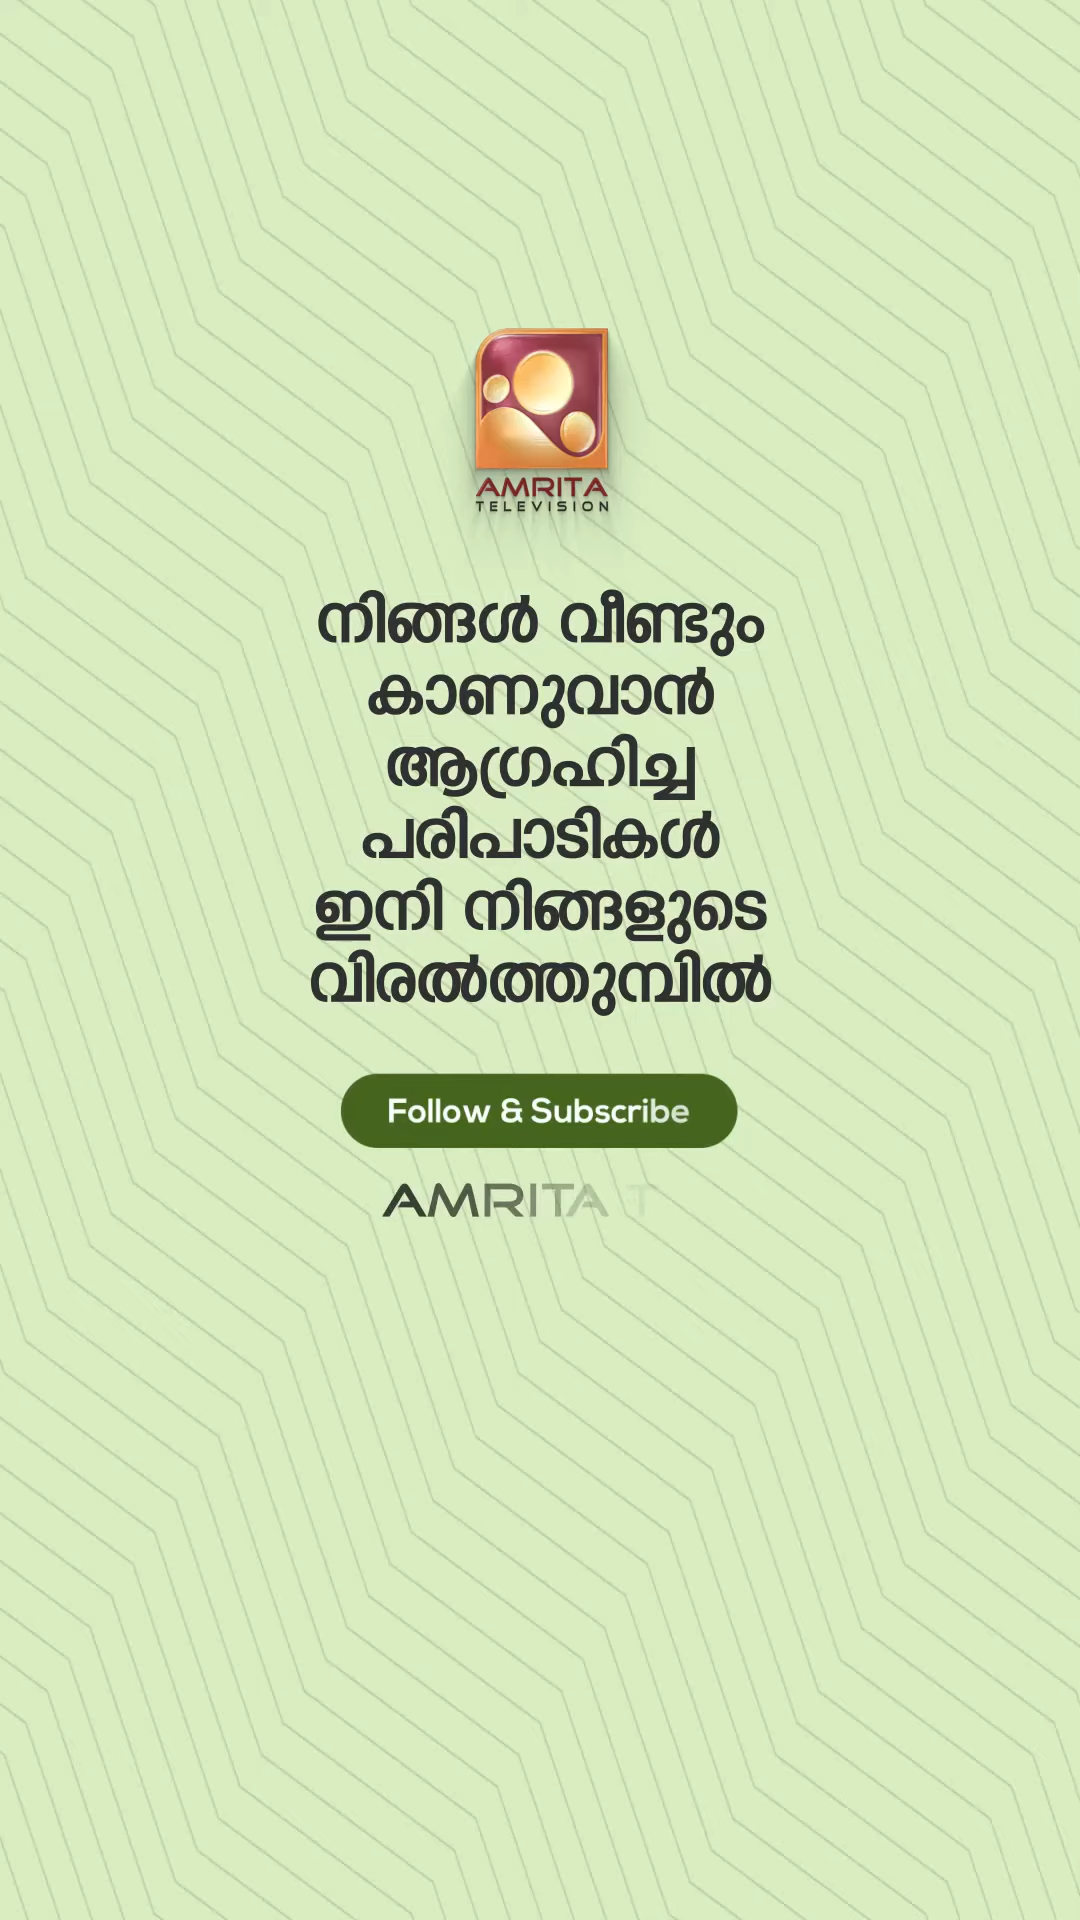 AMRITA
TELEVISION
നിങ്ങൾ വീണ്ടും
കാണുവാൻ
ആഗ്രഹിച്ച
പരിപാടികൾ
ഇനി നിങ്ങളുടെ
വിരൽത്തുമ്പിൽ
Follow & Subscribe
AMRITA T